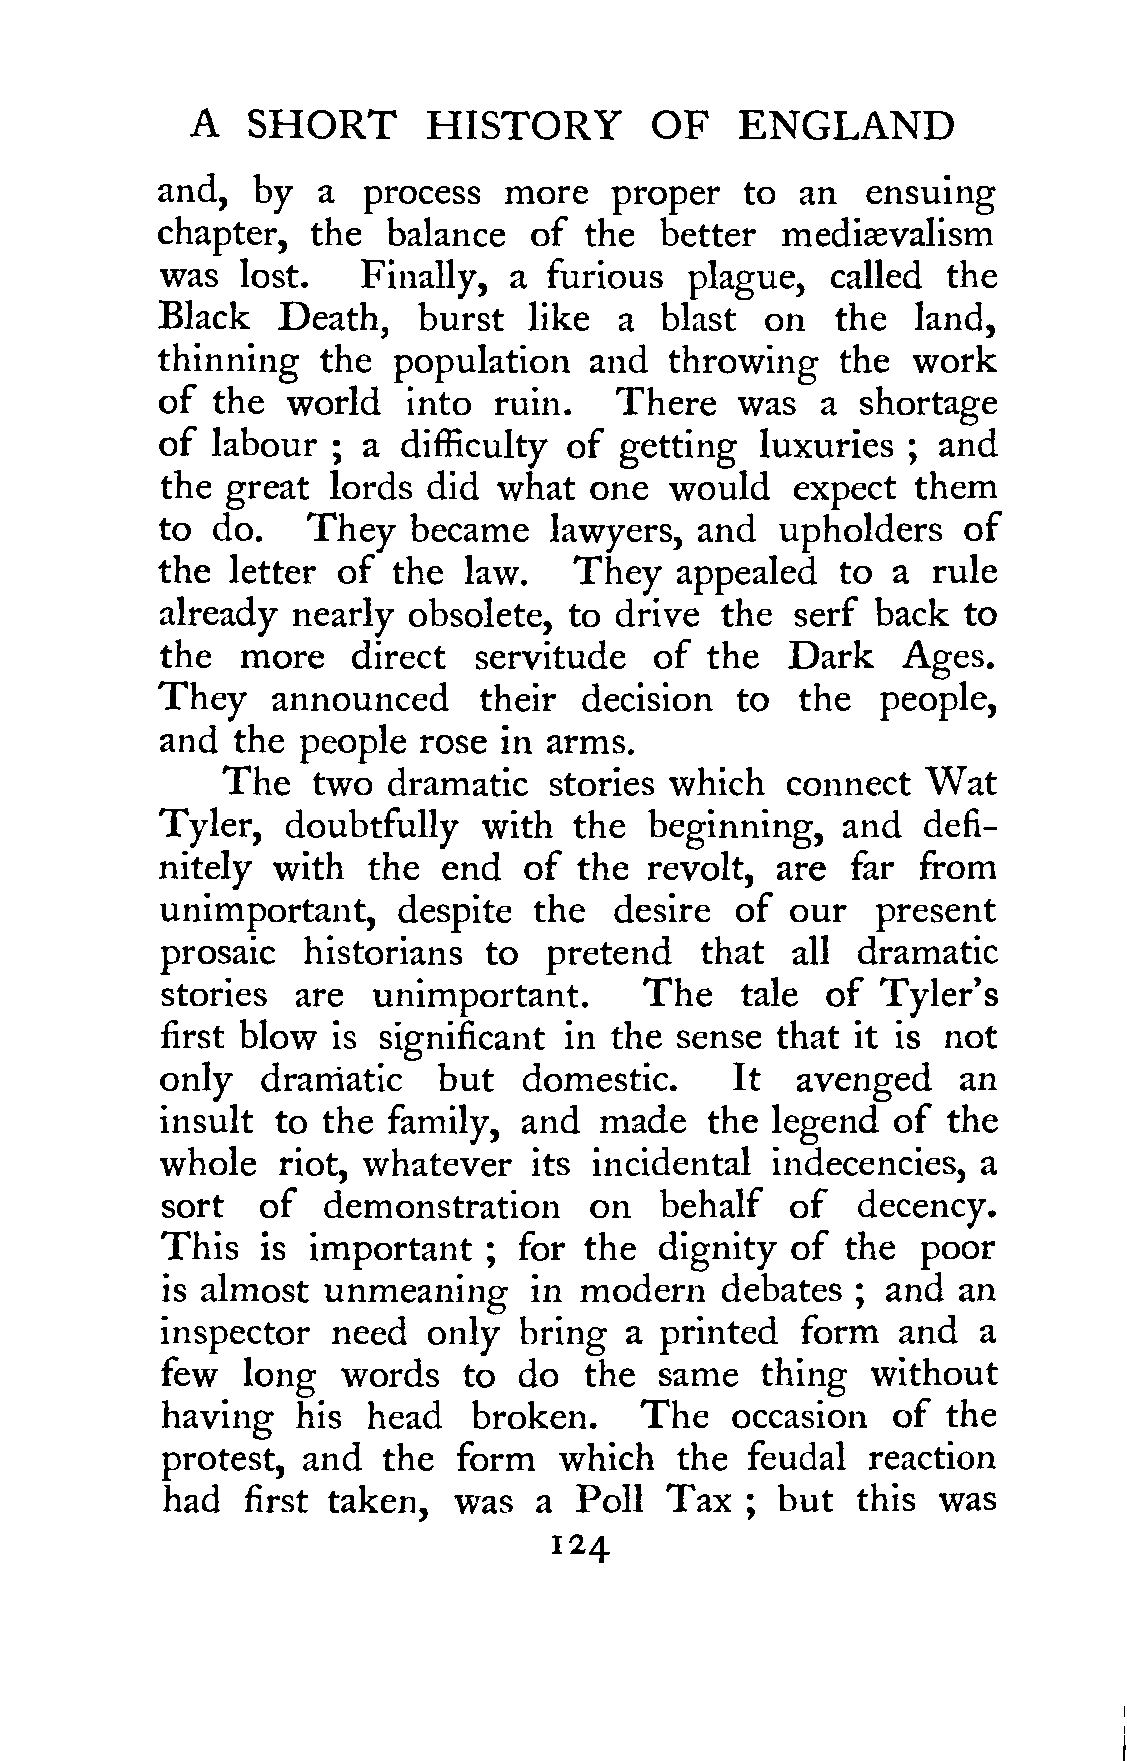 A SHORT HISTORY OF ENGLAND
and, by a process more proper to an ensuing
chapter, the balance of the better mediævalism
was lost. Finally, a furious plague, called the
Black Death, burst like a blast on the land,
thinning the population and throwing the work
of the world into ruin. There was a shortage
of labour ; a difficulty of getting luxuries ; and
the great lords did what one would expect them
to do. They became lawyers, and upholders of
the letter of the law. They appealed to a rule
already nearly obsolete, to drive the serf back to
the more direct servitude of the Dark Ages.
They announced their decision to the people,
and the people rose in arms.
The two dramatic stories which connect Wat
Tyler, doubtfully with the beginning, and defi-
nitely with the end of the revolt, are far from
unimportant, despite the desire of our present
prosaic historians to pretend that all dramatic
stories are unimportant. The tale of Tyler's
first blow is significant in the sense that it is not
only dramatic but domestic. It avenged an
insult to the family, and made the legend of the
whole riot, whatever its incidental indecencies, a
sort of demonstration on behalf of decency.
This is important ; for the dignity of the poor
is almost unmeaning in modern debates ; and an
inspector need only bring a printed form and a
few long words to do the same thing without
having his head broken. The occasion of the
protest, and the form which the feudal reaction
had first taken, was a Poll Tax ; but this was
124